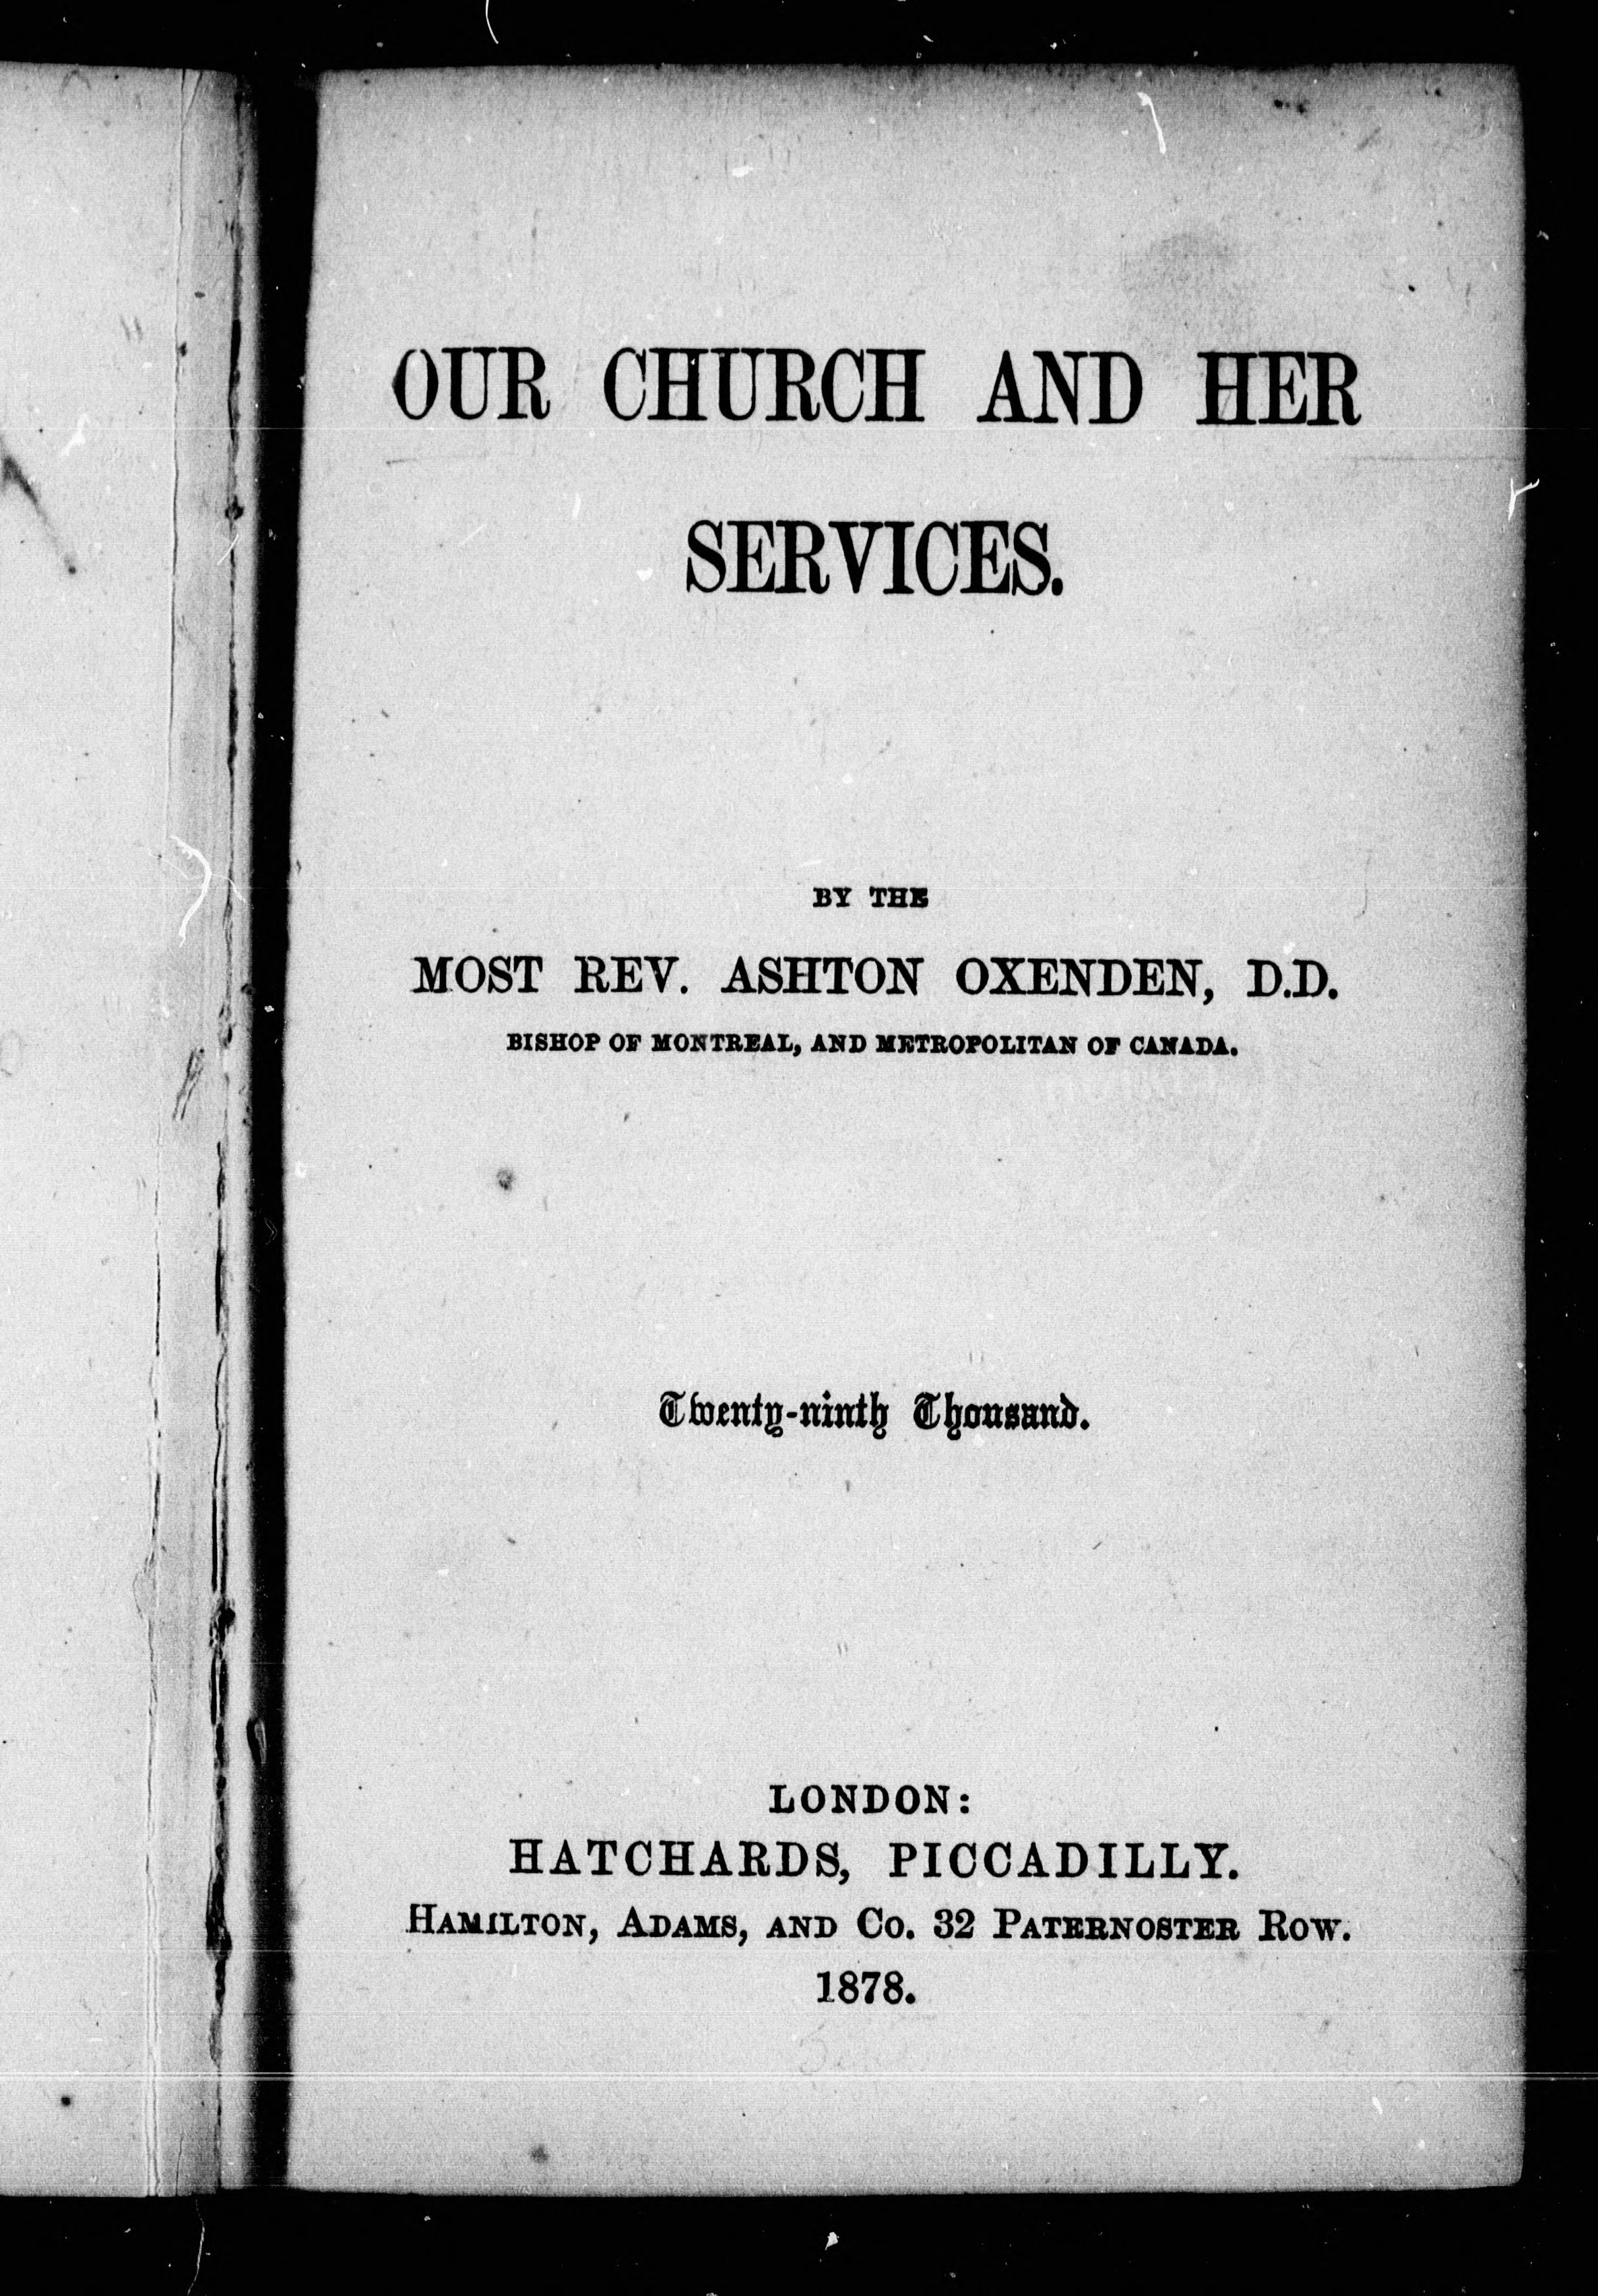 OUR CHURCH AND HER
SERVICES.
BY THE
MOST REV. ASHTON OXENDEN, D.D.
BISHOP OF MONTREAL, AND METROPOLITAN OF CANADA.
Twenty-ninth Thousand.
LONDON:
HATCHARDS, PICCADILLY.
HAMILTON, ADAMS, AND CO. 32 PATERNOSTER ROW.
1878.